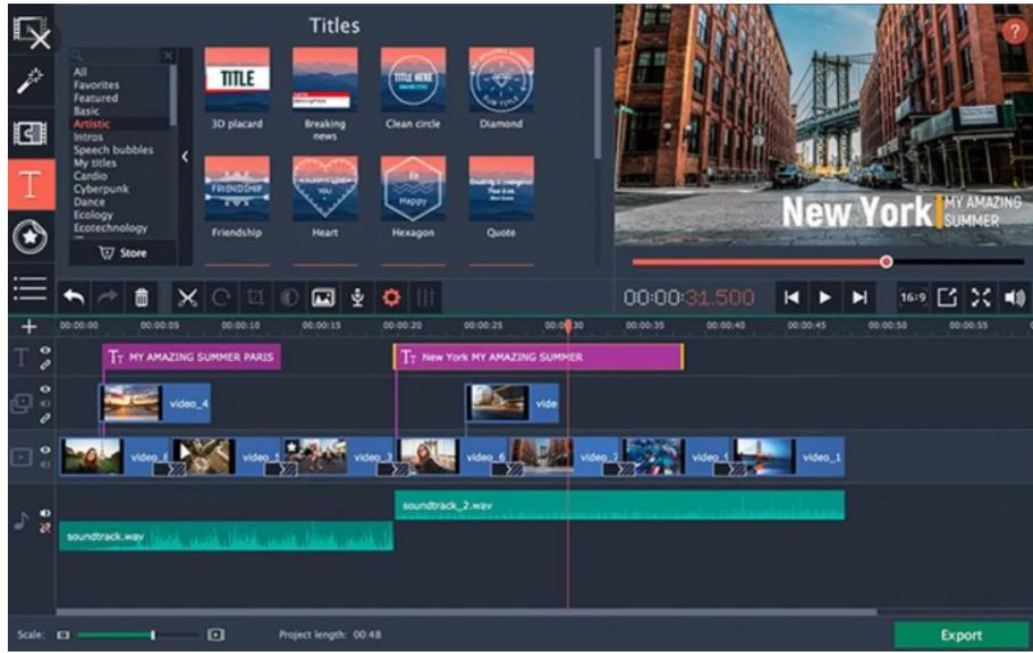 Titles
All
Favorites
Featured
Basic
Artistic
Intros
Speech bubbles
My titles
Cardio
Cyberpunk
Dance
Ecology
Ecotechnology
Store
TITLE
3D placard
Breaking news
TITLE HERE
Clean circle
Diamond
FRIENDSHIP
Friendship
YOU
Heart
Be
Happy
Hexagon
Quote
?
New York MY AMAZING
SUMMER
00:00:31.500
16:9
00:00:00 00:00:05 00:00:10 00:00:15 00:00:20 00:00:25 00:00:30 00:00:35 00:00:40 00:00:45 00:00:50 00:00:55
MY AMAZING SUMMER PARIS
New York MY AMAZING SUMMER
video_4
vide
video_6
video_1
soundtrack_2.wav
soundtrack.wav
Scale:
Project length: 00:48
Export